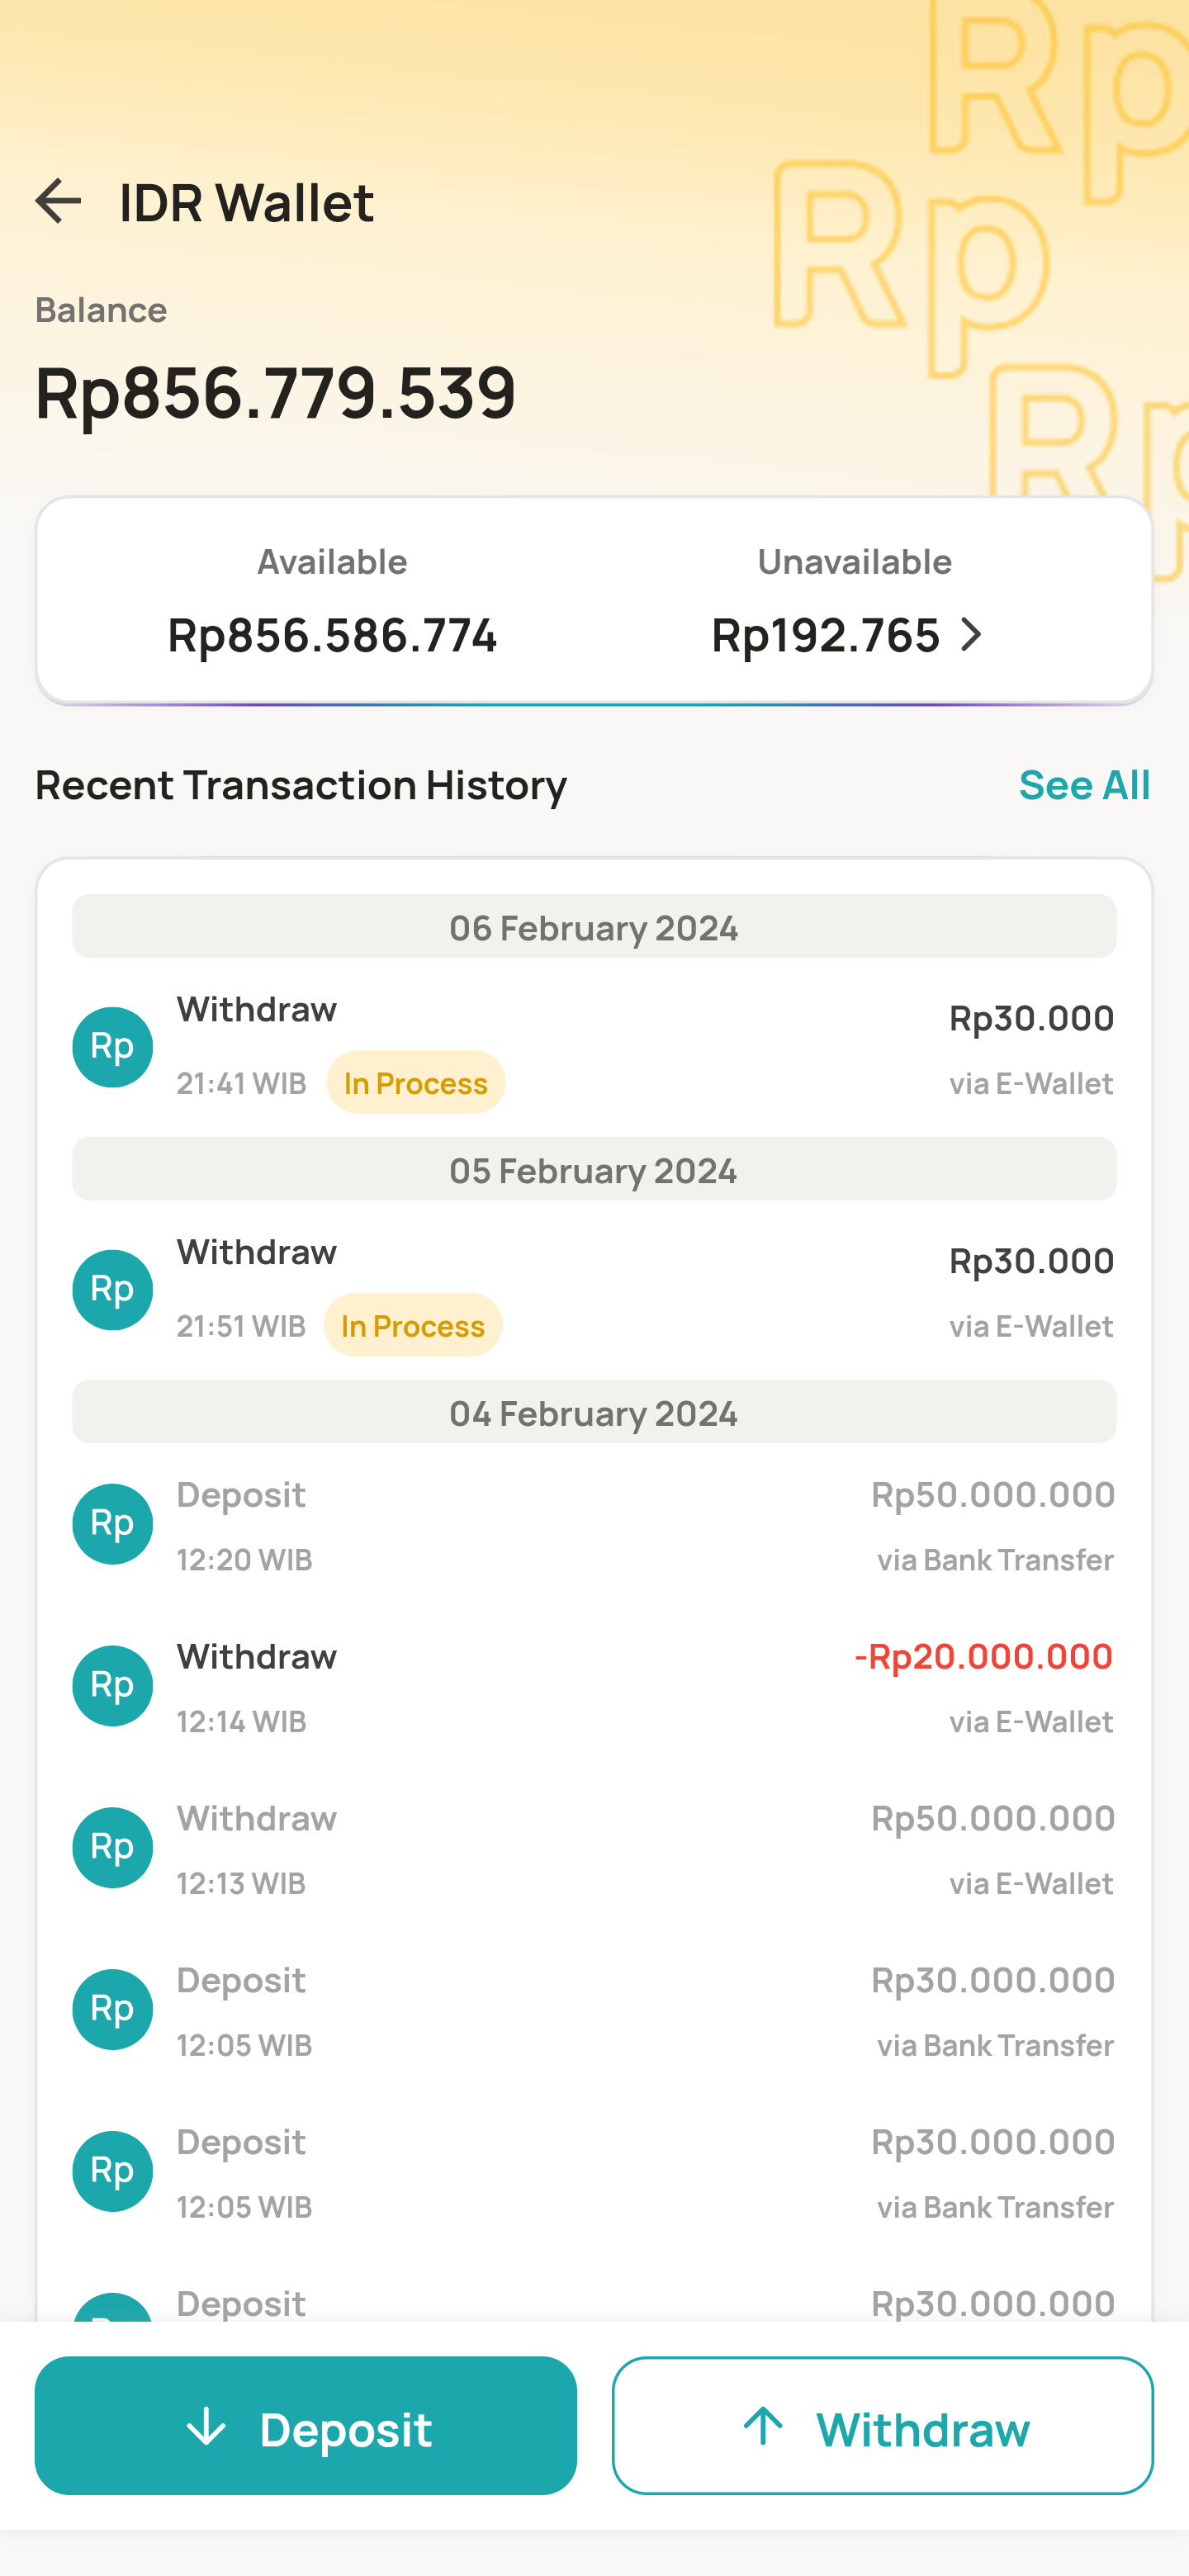 Rp
Rp
Rp
IDR Wallet
Balance
Rp856.779.539
Available
Unavailable
Rp856.586.774
Rp192.765
Recent Transaction History
See All
06 February 2024
Rp
Withdraw
Rp30.000
21:41 WIB
In Process
via E-Wallet
05 February 2024
Rp
Withdraw
Rp30.000
21:51 WIB
In Process
via E-Wallet
04 February 2024
Rp
Deposit
Rp50.000.000
12:20 WIB
via Bank Transfer
Rp
Withdraw
-Rp20.000.000
12:14 WIB
via E-Wallet
Rp
Withdraw
Rp50.000.000
12:13 WIB
via E-Wallet
Rp
Deposit
Rp30.000.000
12:05 WIB
via Bank Transfer
Rp
Deposit
Rp30.000.000
12:05 WIB
via Bank Transfer
Deposit
Rp30.000.000
Deposit
Withdraw